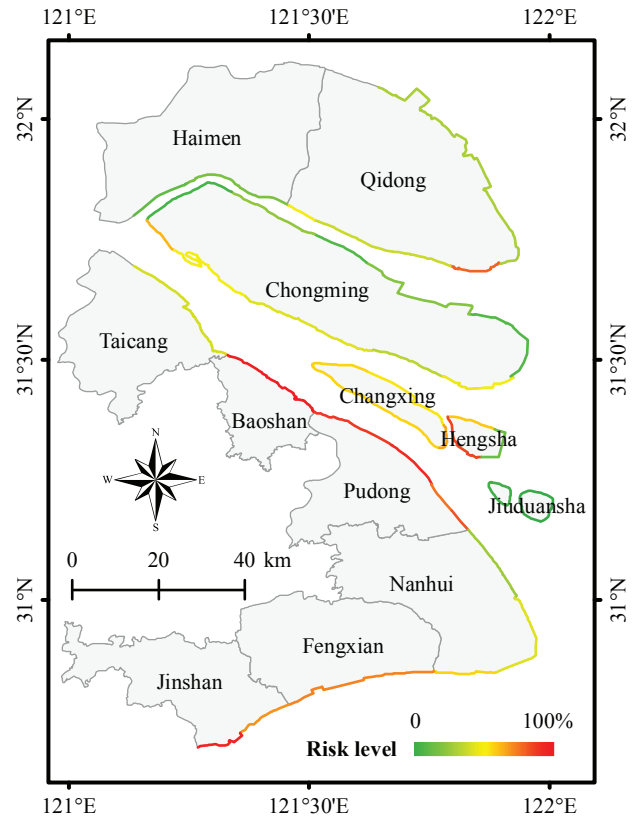 121°E 121°30'E 122°E
32°N 32°N
Haimen
Qidong
Chongming
Taicang
31°30'N 31°30'N
Changxing
Baoshan
Hengsha
N
W E
S
Pudong
Jiuduansha
0 20 40 km
Nanhui
31°N 31°N
Fengxian
Jinshan
0 100%
Risk level
121°E 121°30'E 122°E